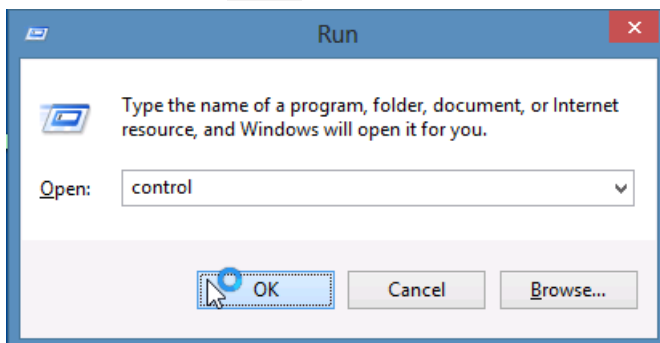 Run
Type the name of a program, folder, document, or Internet
resource, and Windows will open it for you.
Open: control
OK Cancel Browse...